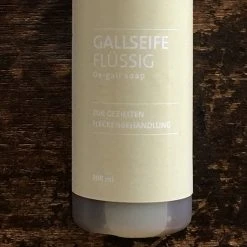 GALLSEIFE
FLÜSSIG
Ox-gall soap
ZUR GEZIELTEN
FLECKENBEHANDLUNG